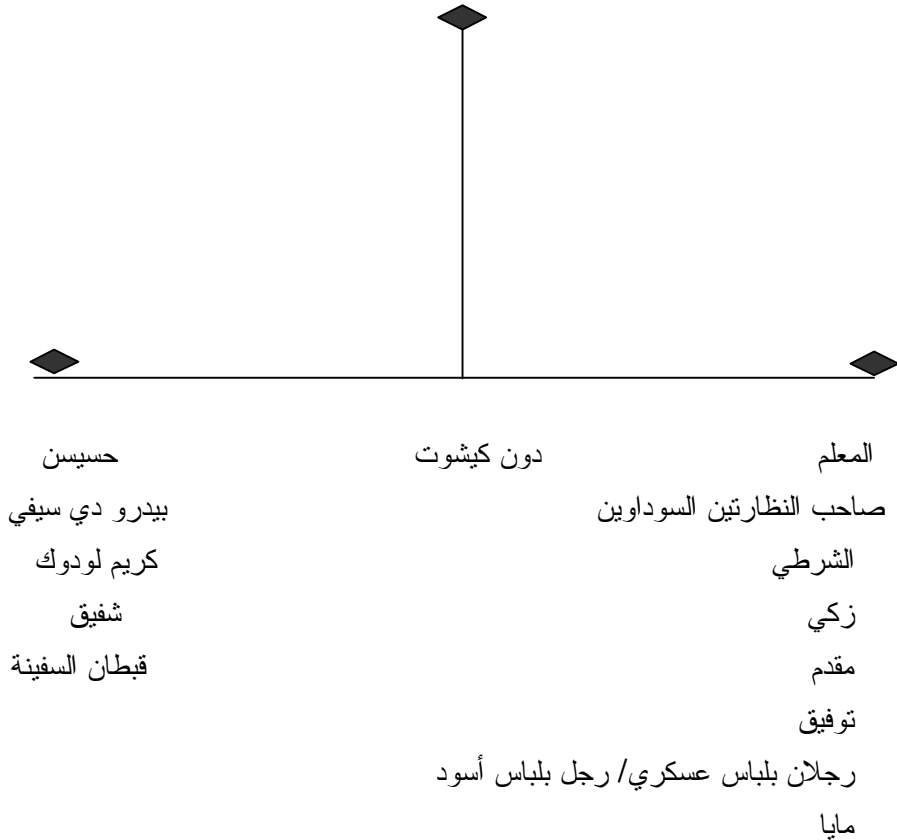 المعلم دون كيشوت حسيسن
صاحب النظارتين السوداوين بيدرو دي سيفي
الشرطي كريم لودوك
زكي شفيق
مقدم قبطان السفينة
توفيق
رجلان بلباس عسكري/ رجل بلباس أسود
مايا